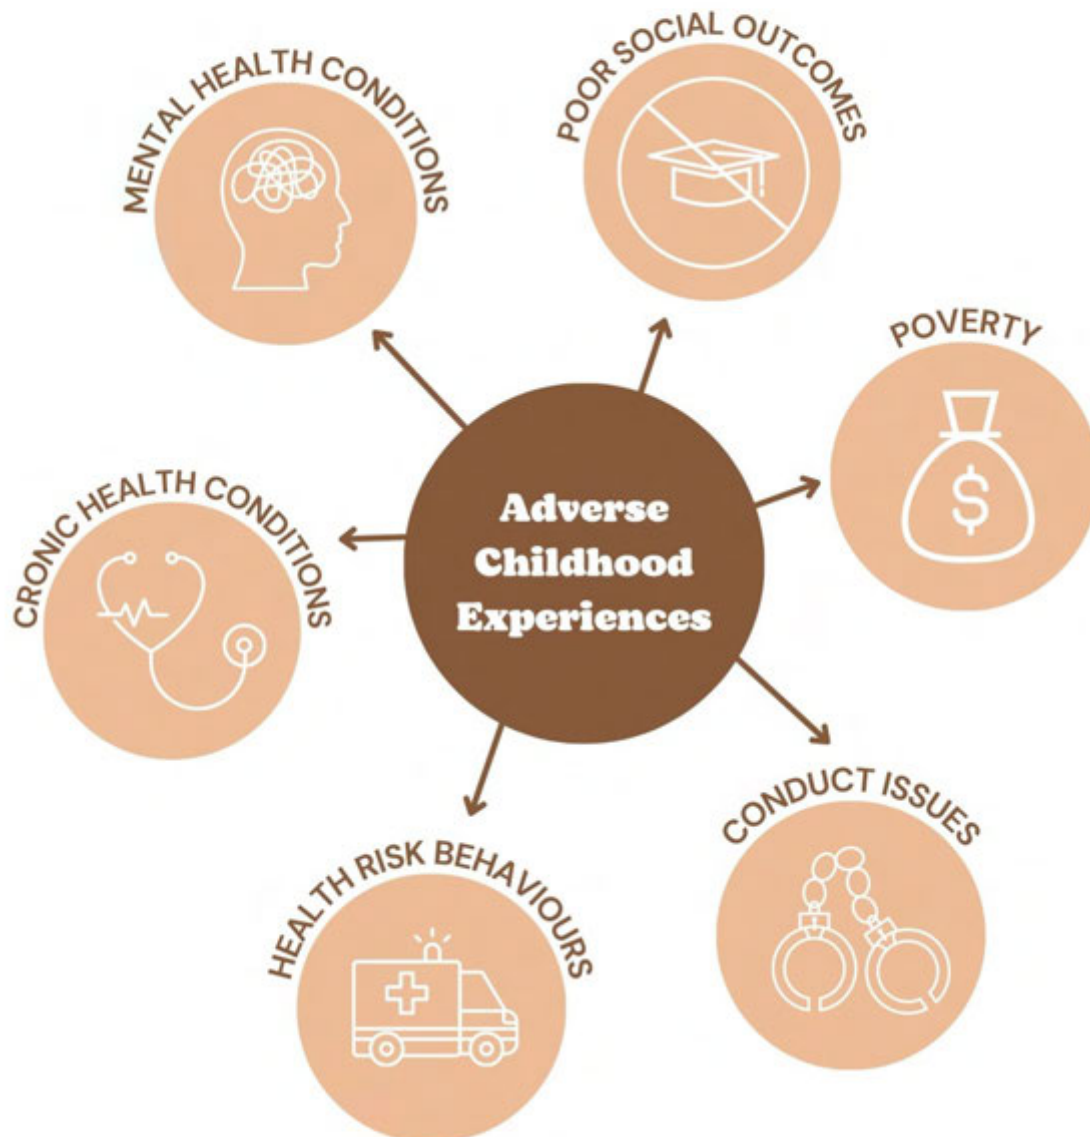 MENTAL HEALTH CONDITIONS
POOR SOCIAL OUTCOMES
POVERTY
CRONIC HEALTH CONDITIONS
Adverse
Childhood
Experiences
$
CONDUCT ISSUES
HEALTH RISK BEHAVIOURS